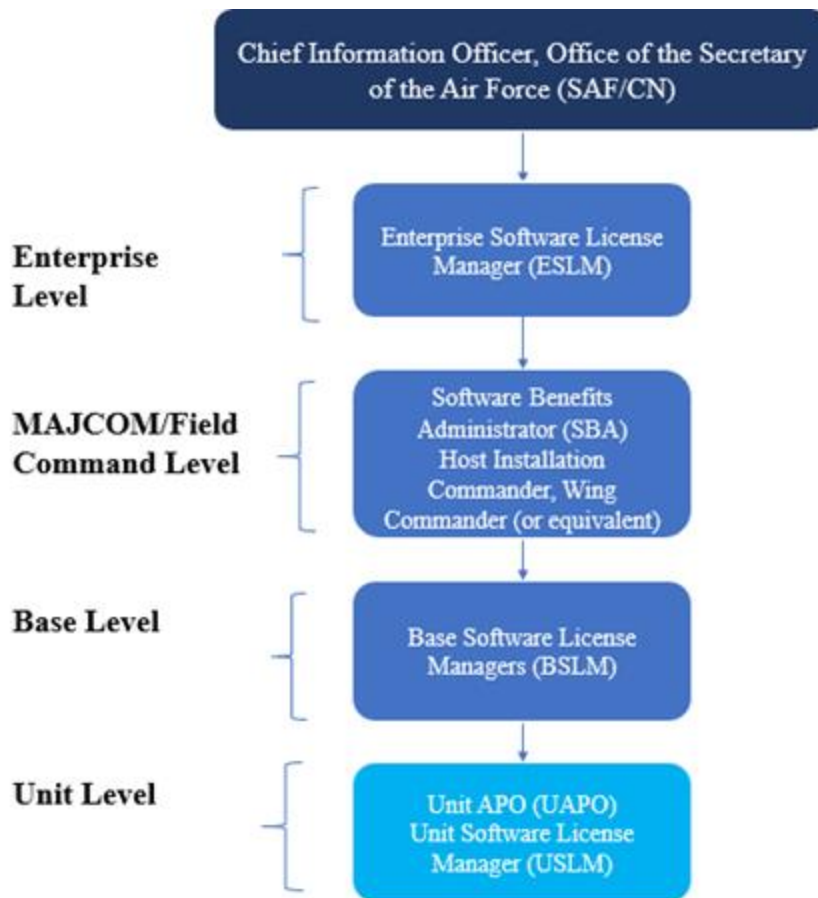 Chief Information Officer, Office of the Secretary
of the Air Force (SAF/CN)
Enterprise
Level
Enterprise Software License
Manager (ESLM)
MAJCOM/Field
Command Level
Software Benefits
Administrator (SBA)
Host Installation
Commander, Wing
Commander (or equivalent)
Base Level
Base Software License
Managers (BSLM)
Unit Level
Unit APO (UAPO)
Unit Software License
Manager (USLM)